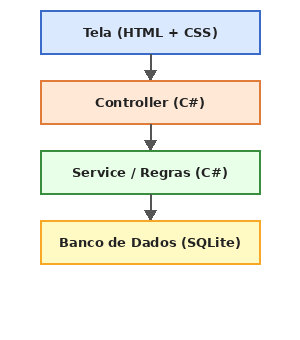 Tela (HTML + CSS)
Controller (C#)
Service / Regras (C#)
Banco de Dados (SQLite)